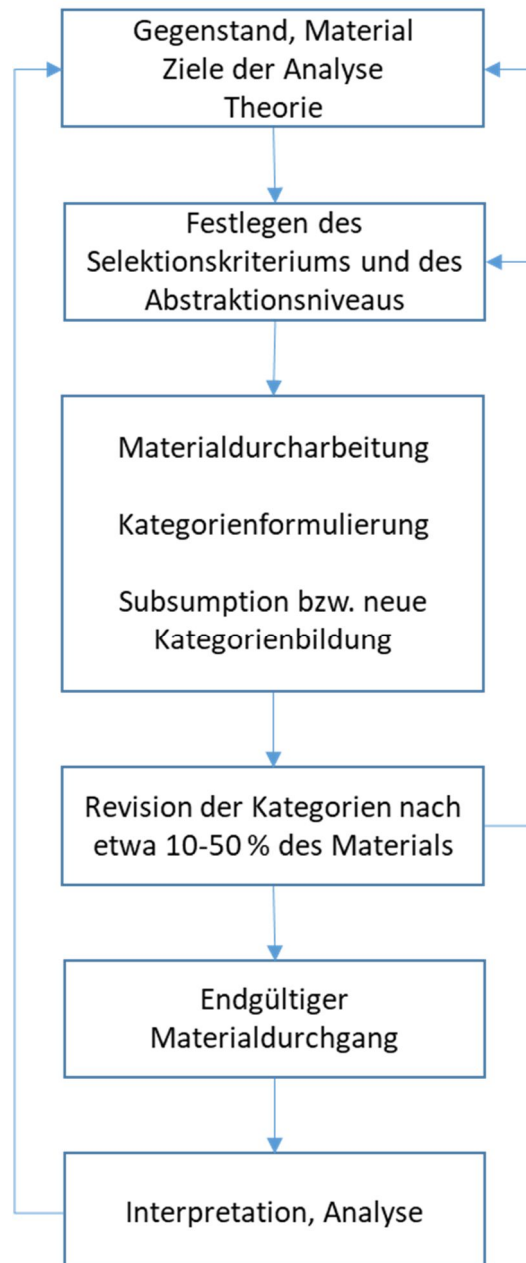 Gegenstand, Material
Ziele der Analyse
Theorie
Festlegen des
Selektionskriteriums und des
Abstraktionsniveaus
Materialdurcharbeitung
Kategorienformulierung
Subsumption bzw. neue
Kategorienbildung
Revision der Kategorien nach
etwa 10-50 % des Materials
Endgültiger
Materialdurchgang
Interpretation, Analyse